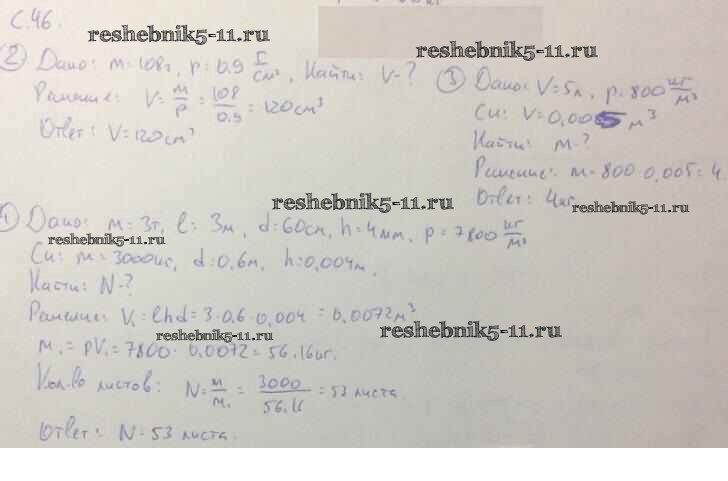 С.46.
reshebnik5-11.ru
reshebnik5-11.ru
② Дано: m=108г, ρ=0.9 г/см³, Найти: V-?
Решение: V = m/ρ = 108/0.9 = 120 см³
Ответ: V=120см³
③ Дано: V=5л, ρ=800 кг/м³
Си: V=0,005 м³
Найти: m-?
Решение: m=800·0,005=4
Ответ: 4кг
reshebnik5-11.ru
reshebnik5-11.ru
① Дано: m=3т, l=3м, d=60см, h=4мм, ρ=7800 кг/м³
reshebnik5-11.ru
Си: m=3000кг, d=0,6м, h=0,004м.
Найти: N-?
Решение: V₁=lhd=3·0.6·0,004=0,0072м³
reshebnik5-11.ru
reshebnik5-11.ru
m₁=ρV₁=7800·0,0072=56.16кг.
Кол-во листов: N = m/m₁ = 3000/56.16 = 53 листа.
Ответ: N=53 листа.